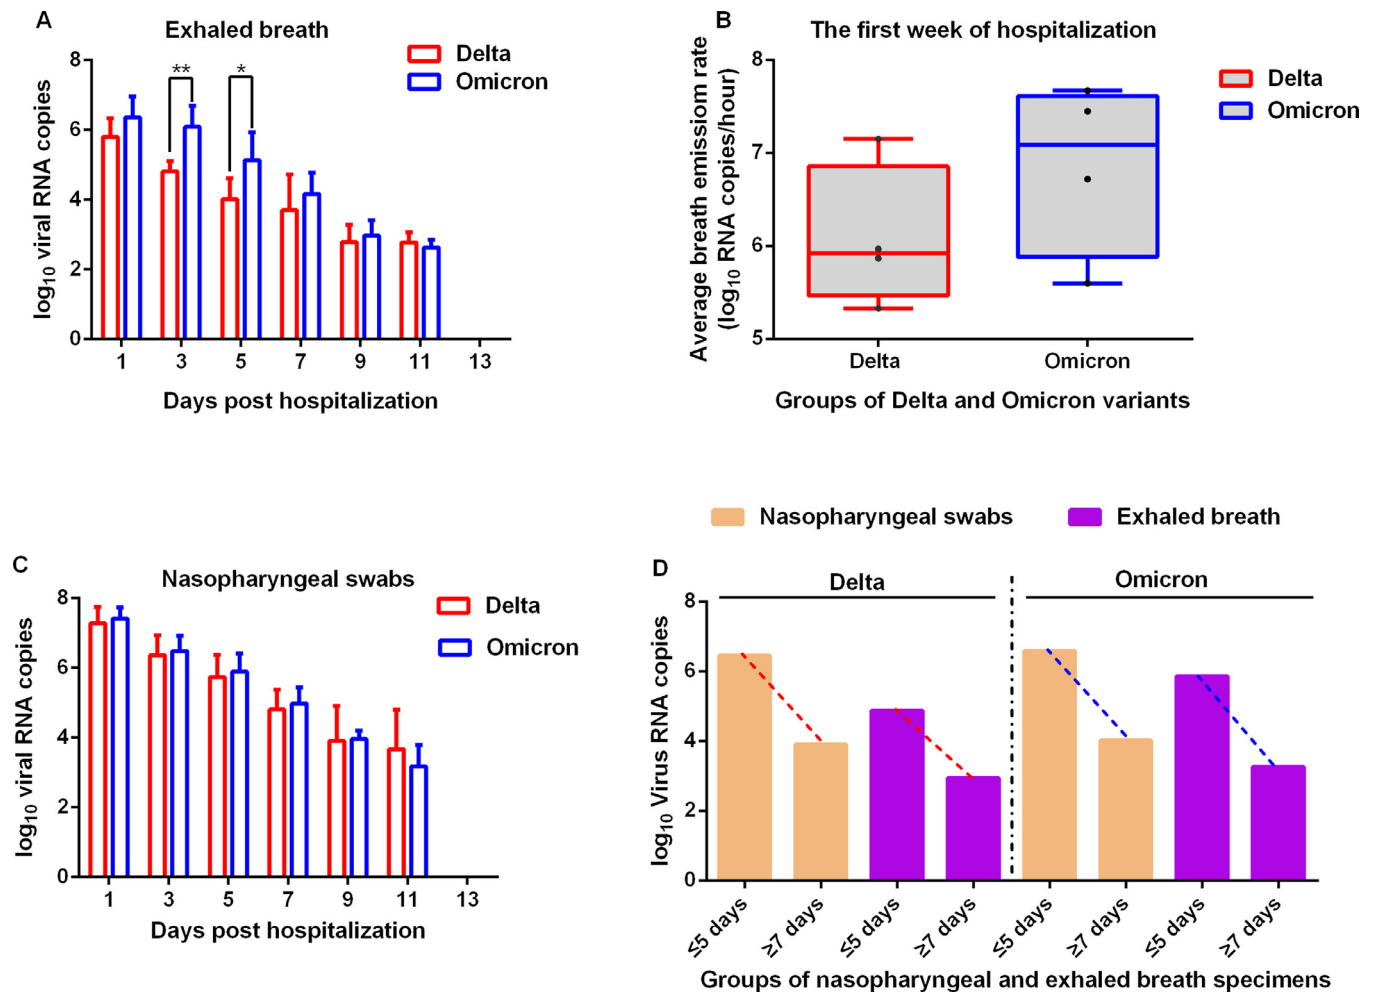 A
Exhaled breath
Delta
Omicron
log10 viral RNA copies
8
6
4
2
0
**
*
1 3 5 7 9 11 13
Days post hospitalization
B
The first week of hospitalization
Delta
Omicron
Average breath emissiom rate
(log10 RNA copies/hour)
8
7
6
5
Delta Omicron
Groups of Delta and Omicron variants
C
Nasopharyngeal swabs
Delta
Omicron
log10 viral RNA copies
8
6
4
2
0
1 3 5 7 9 11 13
Days post hospitalization
Nasopharyngeal swabs Exhaled breath
D
Delta Omicron
log10 Virus RNA copies
8
6
4
2
0
≤5 days ≥7 days ≤5 days ≥7 days ≤5 days ≥7 days ≤5 days ≥7 days
Groups of nasopharyngeal and exhaled breath specimens